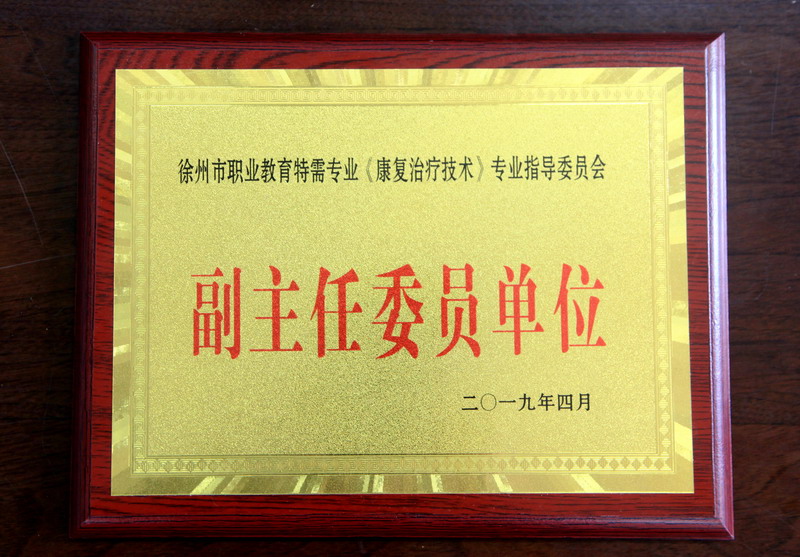 徐州市职业教育特需专业《康复治疗技术》专业指导委员会
副主任委员单位
二〇一九年四月